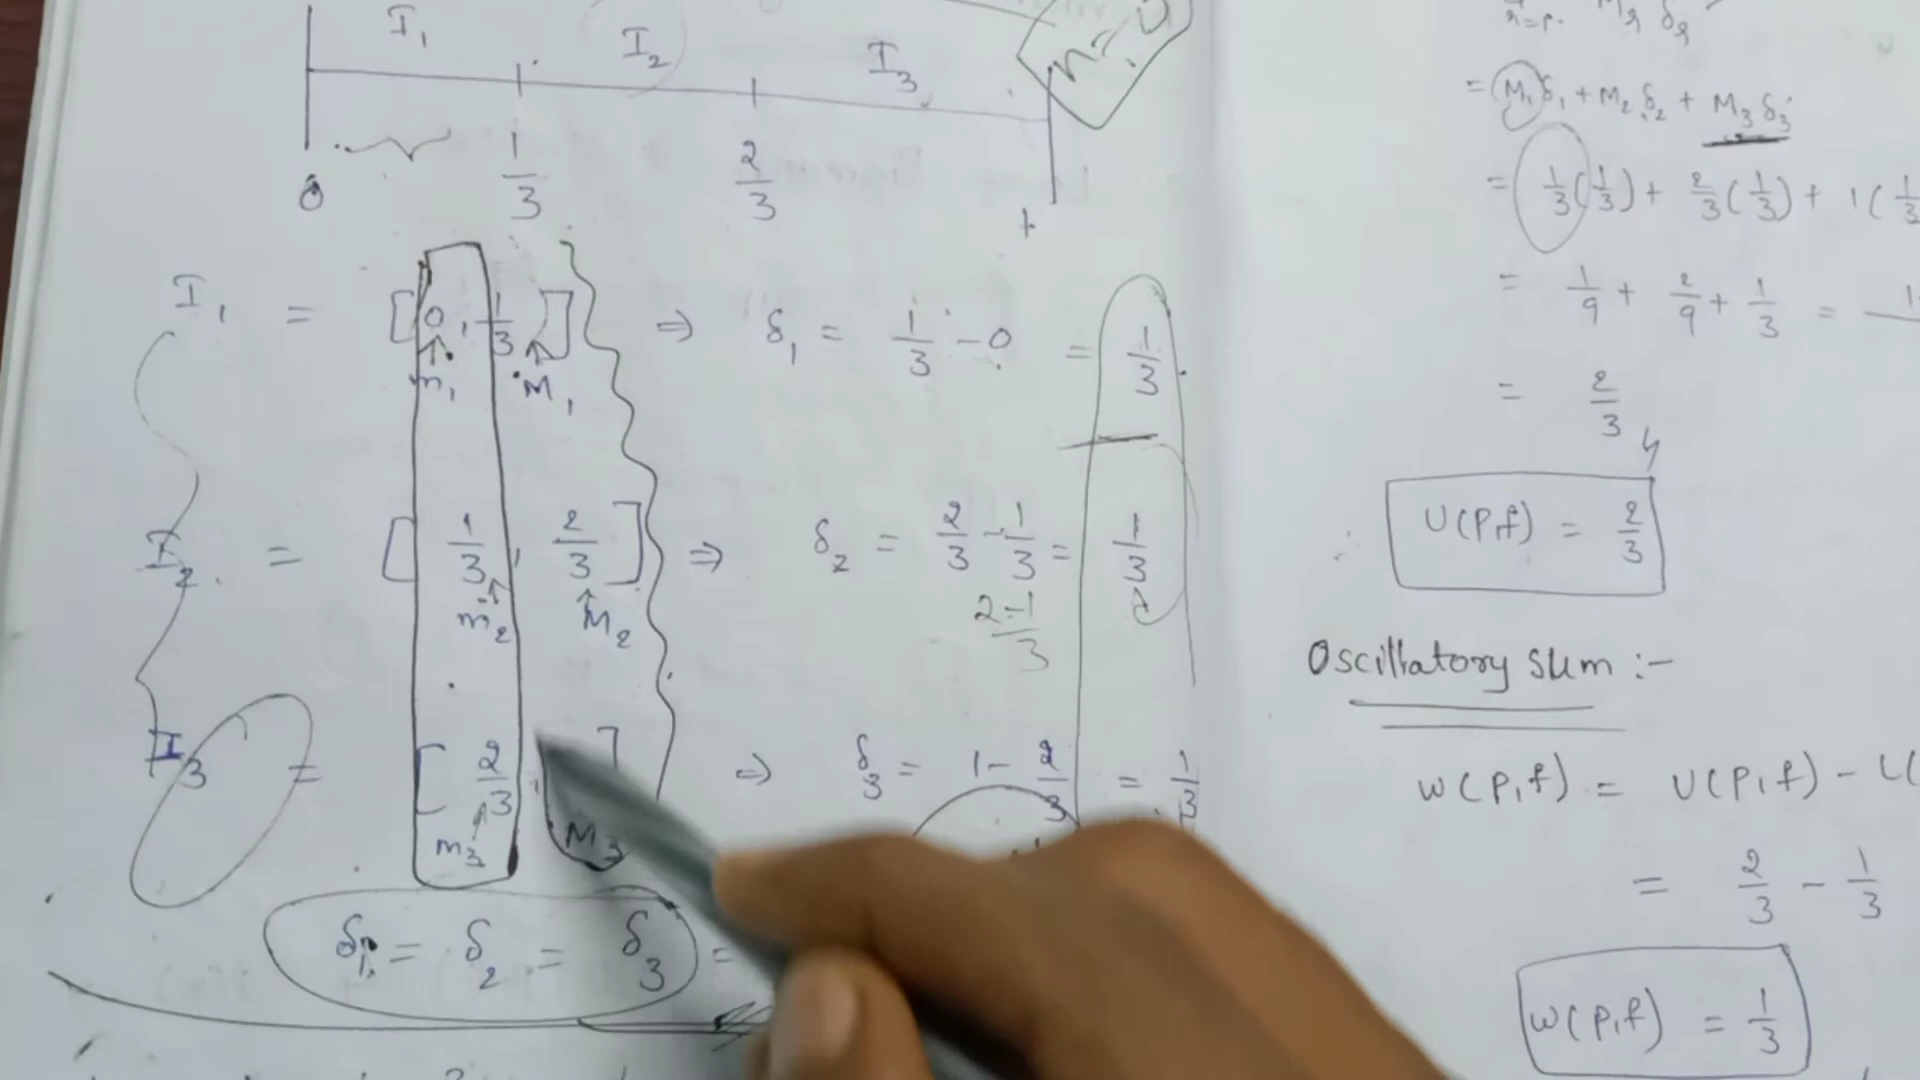 I₁ I₂ I₃
0 1/3 2/3 1
I₁ = [0, 1/3] ⇒ δ₁ = 1/3 - 0 = 1/3
m₁ M₁
I₂ = [1/3, 2/3] ⇒ δ₂ = 2/3 - 1/3 = 1/3
m₂ M₂ 2-1/3
I₃ = [2/3, ] ⇒ δ₃ = 1 - 2/3 = 1/3
m₃ M₃
δ₁ = δ₂ = δ₃ =
r=1 Mᵣ δᵣ
= M₁δ₁ + M₂δ₂ + M₃δ₃
= 1/3(1/3) + 2/3(1/3) + 1(1/3
= 1/9 + 2/9 + 1/3 =
= 2/3
∴ U(P,f) = 2/3
Oscillatory sum :-
W(P,f) = U(P,f) - L(
= 2/3 - 1/3
W(P,f) = 1/3